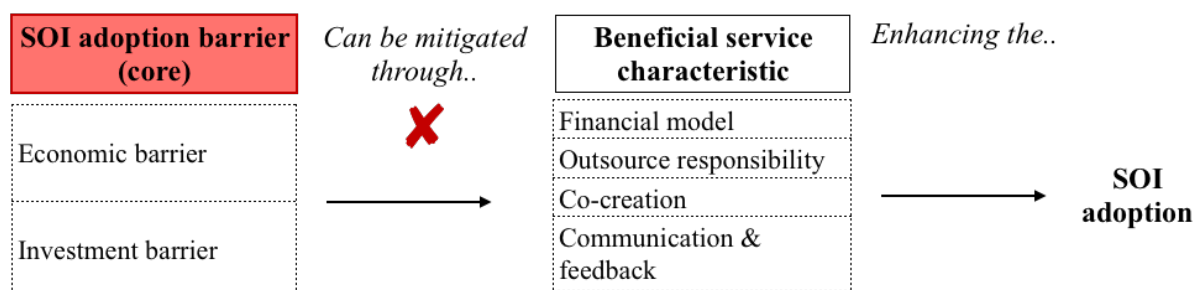 SOI adoption barrier
(core)
Can be mitigated
through..
Beneficial service
characteristic
Enhancing the..
Economic barrier
Investment barrier
Financial model
Outsource responsibility
Co-creation
Communication &
feedback
SOI
adoption